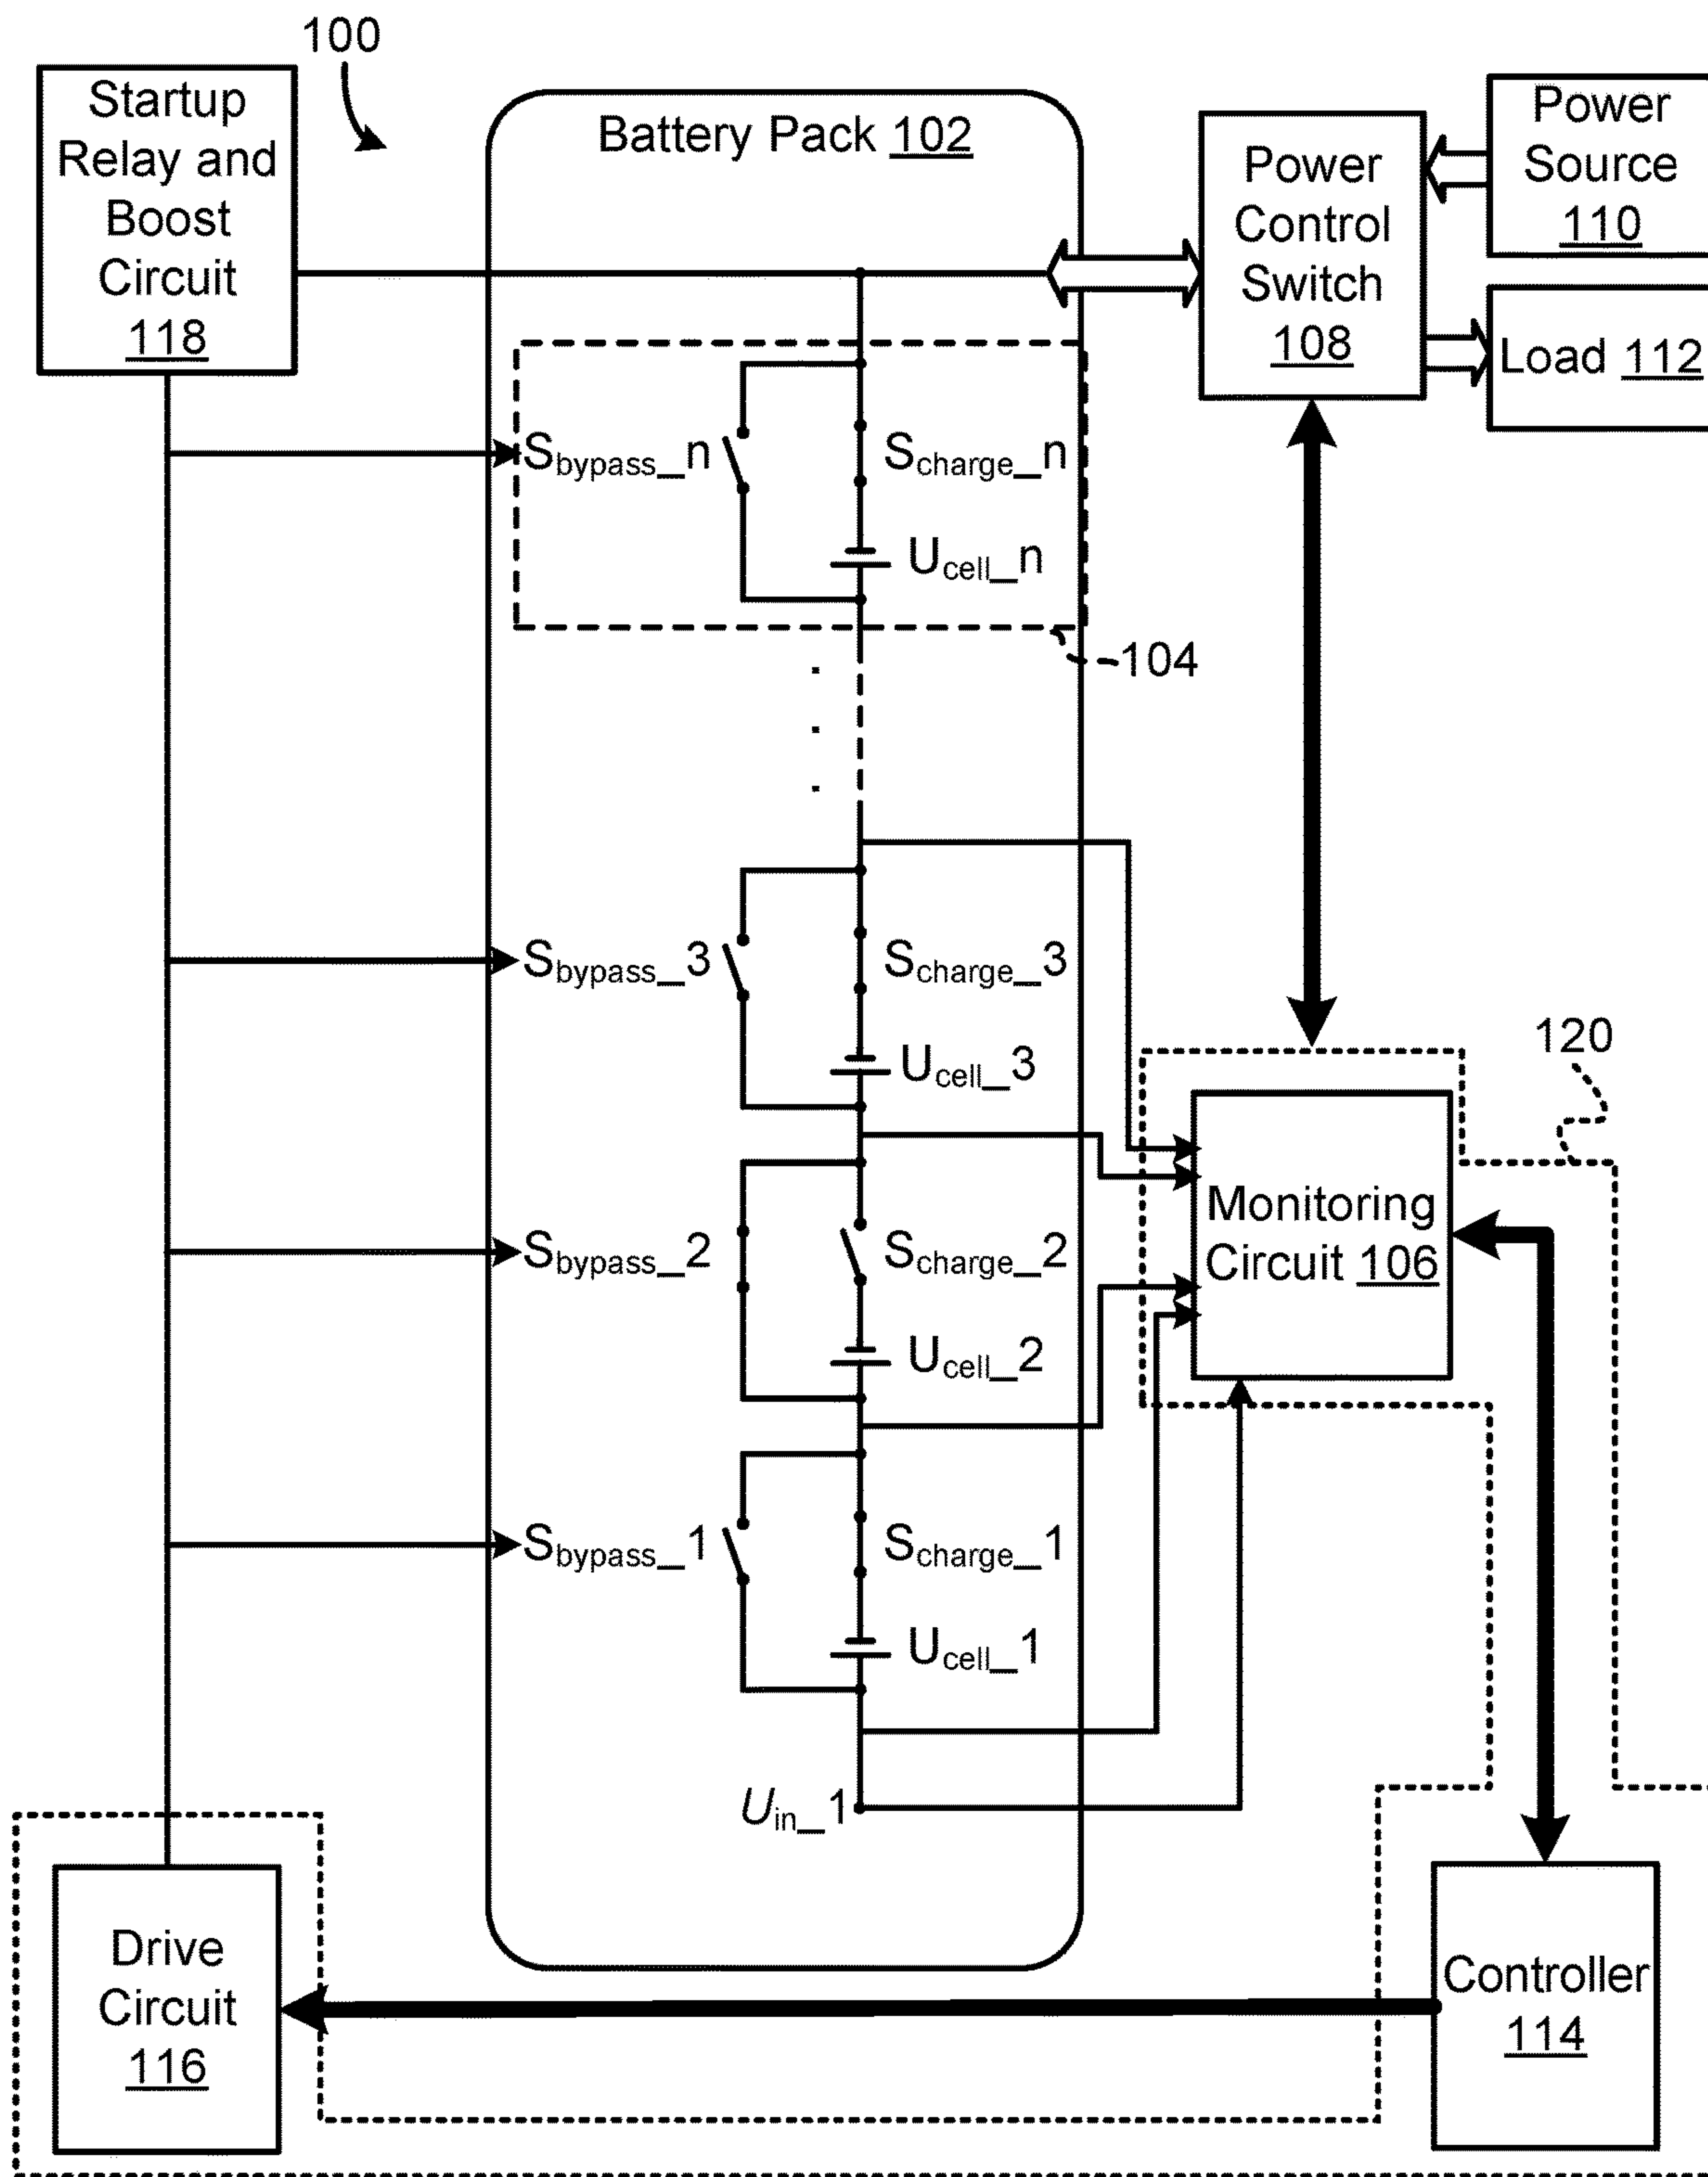 100
Startup
Relay and
Boost
Circuit
118
Battery Pack 102
Power
Control
Switch
108
Power
Source
110
Load 112
Sbypass_n
Scharge_n
Ucell_n
104
Sbypass_3
Scharge_3
Ucell_3
120
Monitoring
Circuit 106
Sbypass_2
Scharge_2
Ucell_2
Sbypass_1
Scharge_1
Ucell_1
Uin_1
Drive
Circuit
116
Controller
114